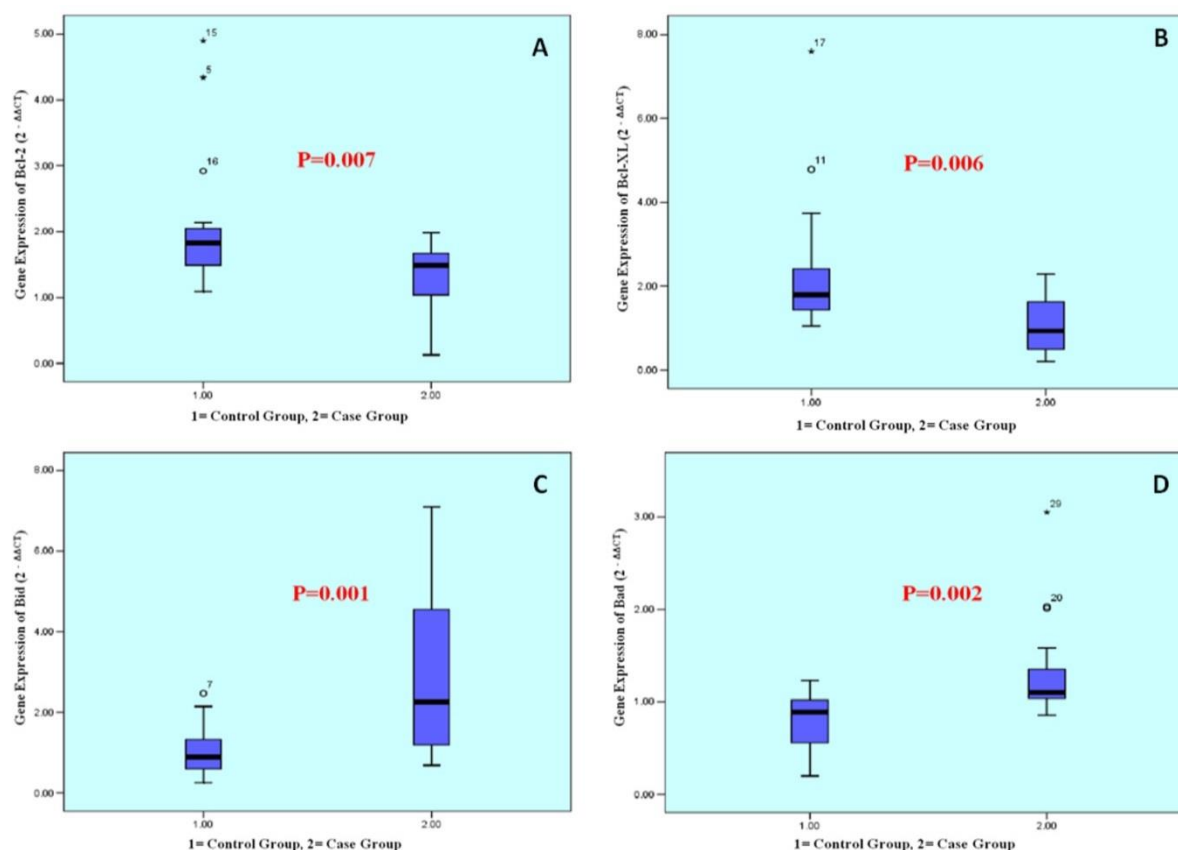 A
Gene Expression of Bcl-2 (2 - ΔΔCT)
5.00
4.00
3.00
2.00
1.00
0.00
15
5
16
P=0.007
1.00
2.00
1= Control Group, 2= Case Group
B
Gene Expression of Bcl-XL (2 - ΔΔCT)
8.00
6.00
4.00
2.00
0.00
17
11
P=0.006
1.00
2.00
1= Control Group, 2= Case Group
C
Gene Expression of Bid (2 - ΔΔCT)
8.00
6.00
4.00
2.00
0.00
7
P=0.001
1.00
2.00
1= Control Group, 2= Case Group
D
Gene Expression of Bad (2 - ΔΔCT)
3.00
2.00
1.00
0.00
29
20
P=0.002
1.00
2.00
1= Control Group, 2= Case Group